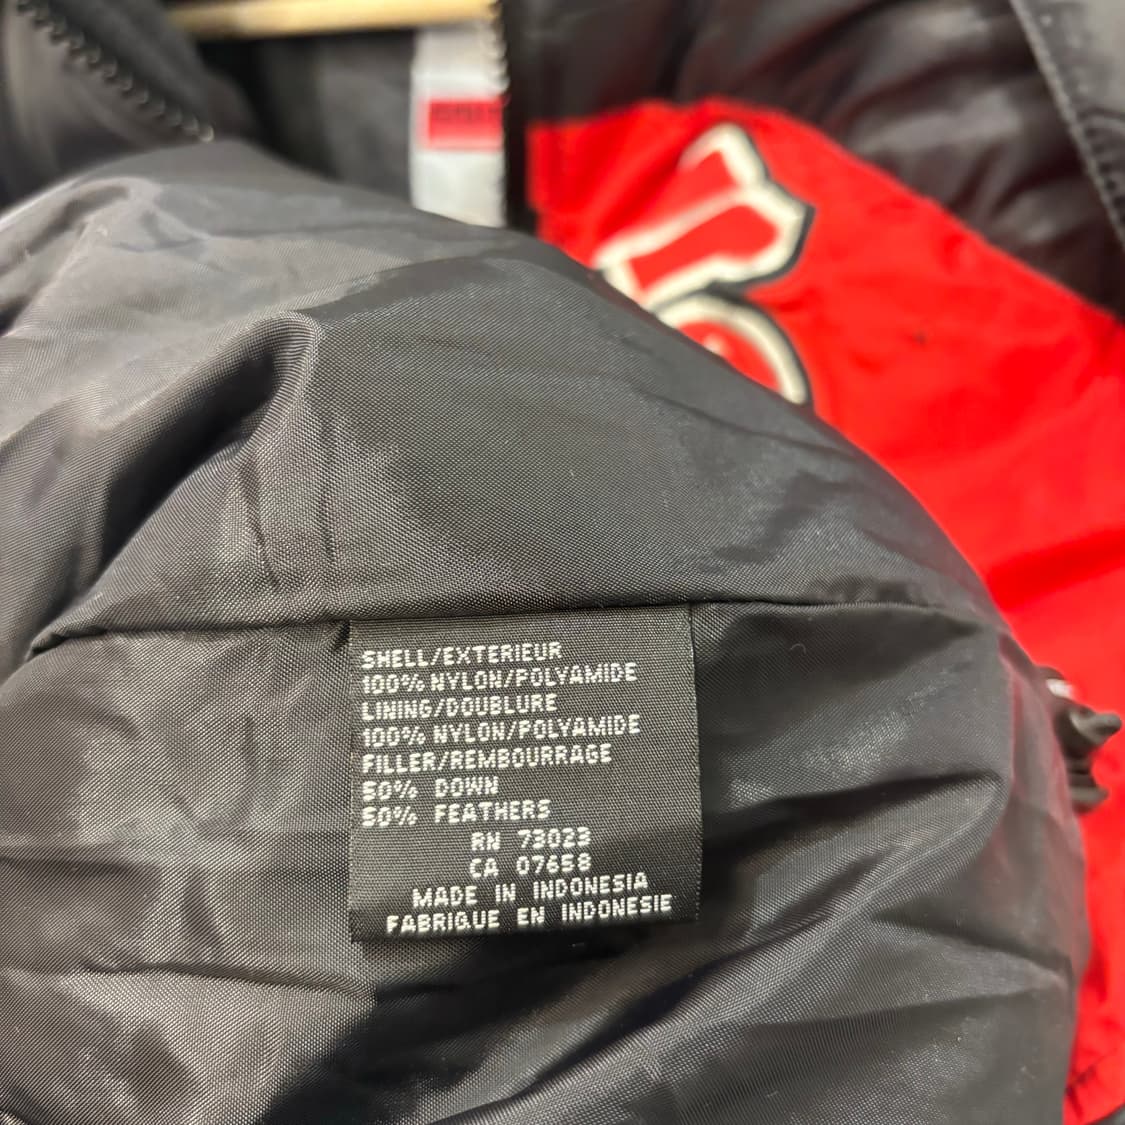 SHELL/EXTERIEUR
100% NYLON/POLYAMIDE
LINING/DOUBLURE
100% NYLON/POLYAMIDE
FILLER/REMBOURRAGE
50% DOWN
50% FEATHERS
RN 73023
CA 07658
MADE IN INDONESIA
FABRIQUE EN INDONESIE